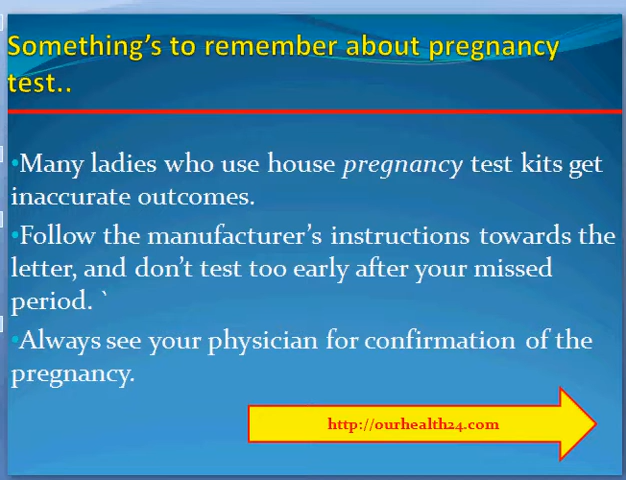 Something's to remember about pregnancy
test..
•Many ladies who use house pregnancy test kits get
inaccurate outcomes.
•Follow the manufacturer's instructions towards the
letter, and don't test too early after your missed
period. `
•Always see your physician for confirmation of the
pregnancy.
http://ourhealth24.com